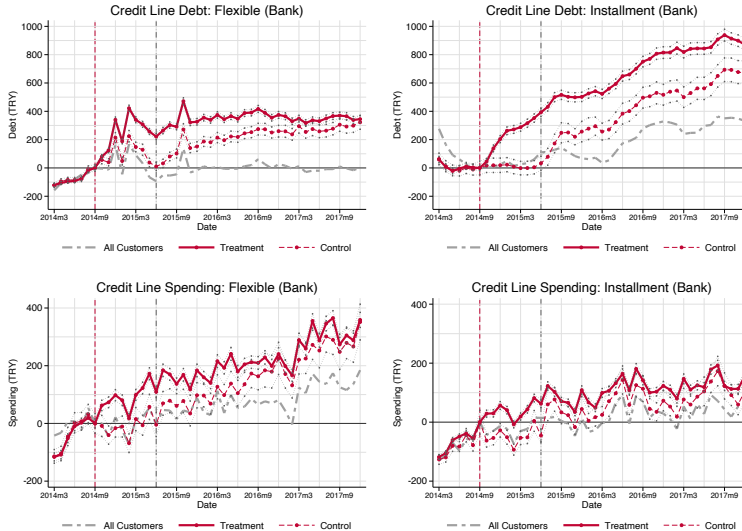 Credit Line Debt: Flexible (Bank)
1000
800
600
400
200
0
-200
Debt (TRY)
2014m3 2014m9 2015m3 2015m9 2016m3 2016m9 2017m3 2017m9
Date
All Customers Treatment Control
Credit Line Debt: Installment (Bank)
1000
800
600
400
200
0
-200
Debt (TRY)
2014m3 2014m9 2015m3 2015m9 2016m3 2016m9 2017m3 2017m9
Date
All Customers Treatment Control
Credit Line Spending: Flexible (Bank)
400
200
0
-200
Spending (TRY)
2014m3 2014m9 2015m3 2015m9 2016m3 2016m9 2017m3 2017m9
Date
All Customers Treatment Control
Credit Line Spending: Installment (Bank)
400
200
0
-200
Spending (TRY)
2014m3 2014m9 2015m3 2015m9 2016m3 2016m9 2017m3 2017m9
Date
All Customers Treatment Control